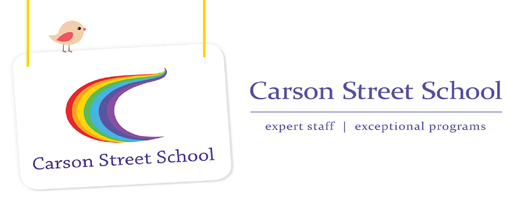 Carson Street School
Carson Street School
expert staff | exceptional programs